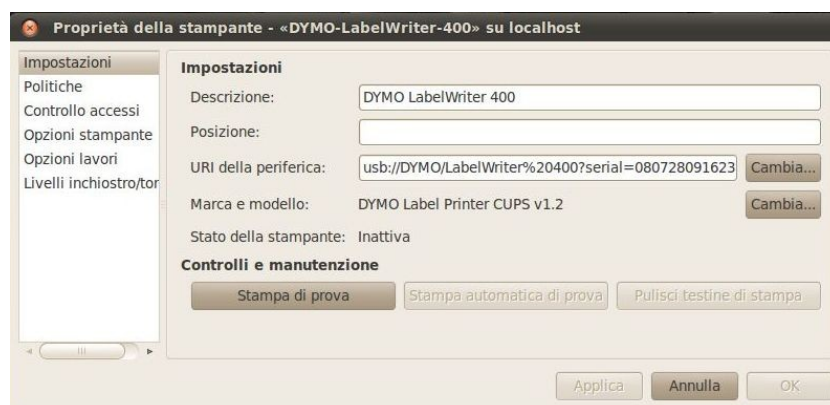 Proprietà della stampante - «DYMO-LabelWriter-400» su localhost
Impostazioni
Politiche
Controllo accessi
Opzioni stampante
Opzioni lavori
Livelli inchiostro/tor
Impostazioni
Descrizione: DYMO LabelWriter 400
Posizione:
URI della periferica: usb://DYMO/LabelWriter%20400?serial=080728091623 Cambia...
Marca e modello: DYMO Label Printer CUPS v1.2 Cambia...
Stato della stampante: Inattiva
Controlli e manutenzione
Stampa di prova Stampa automatica di prova Pulisci testine di stampa
Applica Annulla OK